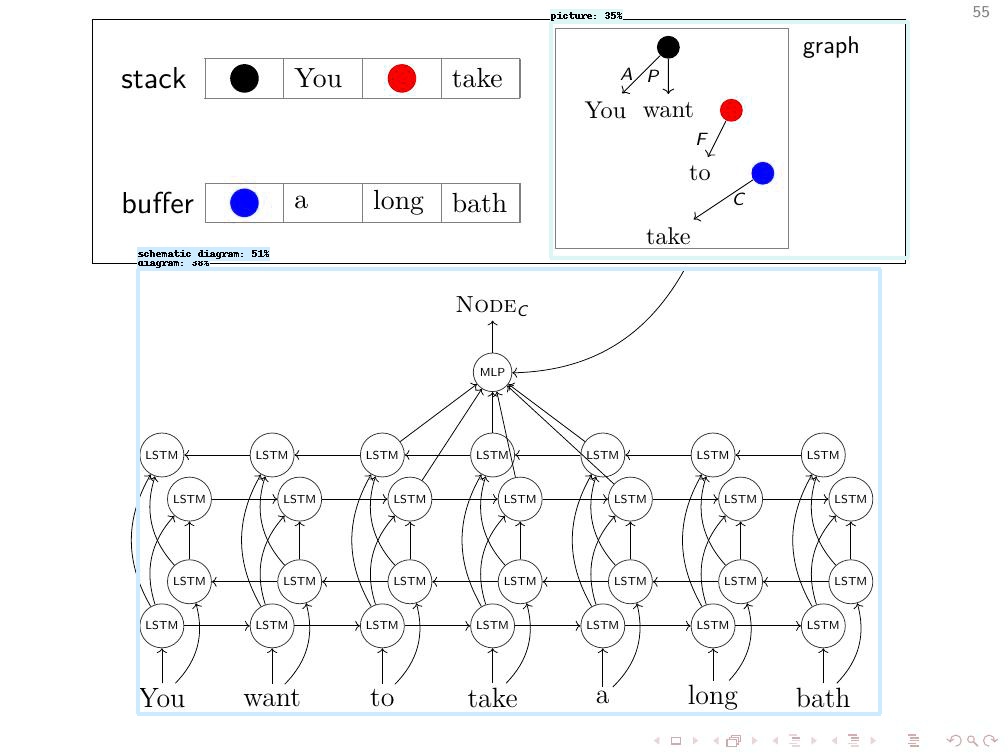 55
picture: 35%
graph
stack You take
A P
You want
F
to
C
take
buffer a long bath
schematic diagram: 51%
diagram: 38%
NODE_C
MLP
LSTM LSTM LSTM LSTM LSTM LSTM LSTM
LSTM LSTM LSTM LSTM LSTM LSTM LSTM
LSTM LSTM LSTM LSTM LSTM LSTM LSTM
LSTM LSTM LSTM LSTM LSTM LSTM LSTM
You want to take a long bath